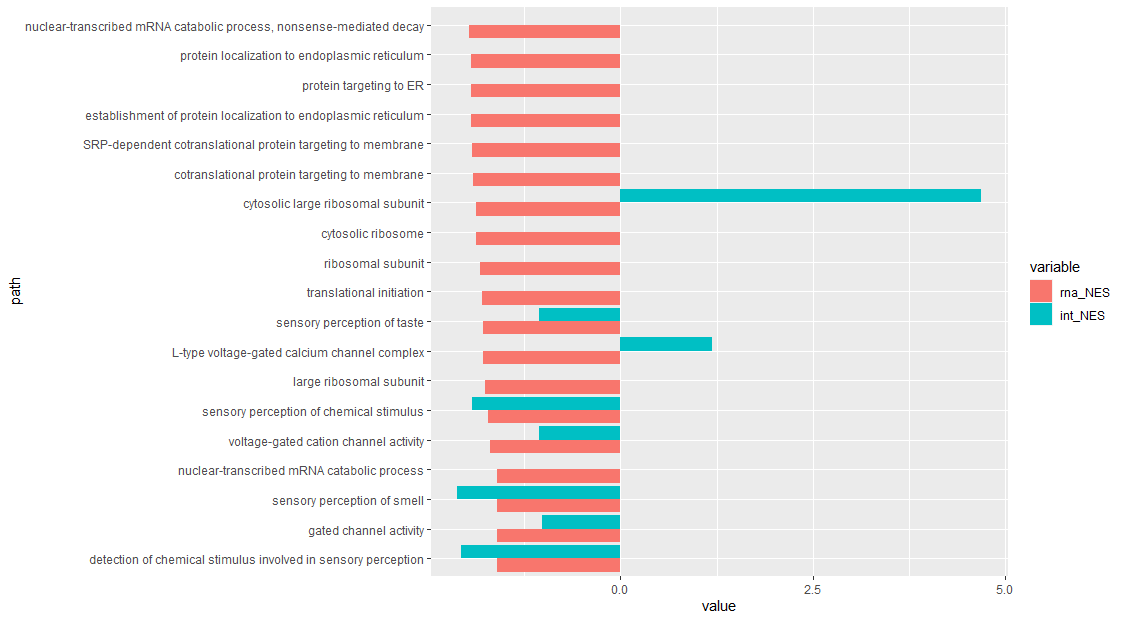 nuclear-transcribed mRNA catabolic process, nonsense-mediated decay
protein localization to endoplasmic reticulum
protein targeting to ER
establishment of protein localization to endoplasmic reticulum
SRP-dependent cotranslational protein targeting to membrane
cotranslational protein targeting to membrane
cytosolic large ribosomal subunit
cytosolic ribosome
ribosomal subunit
translational initiation
sensory perception of taste
L-type voltage-gated calcium channel complex
large ribosomal subunit
sensory perception of chemical stimulus
voltage-gated cation channel activity
nuclear-transcribed mRNA catabolic process
sensory perception of smell
gated channel activity
detection of chemical stimulus involved in sensory perception
path
0.0
2.5
5.0
value
variable
rna_NES
int_NES